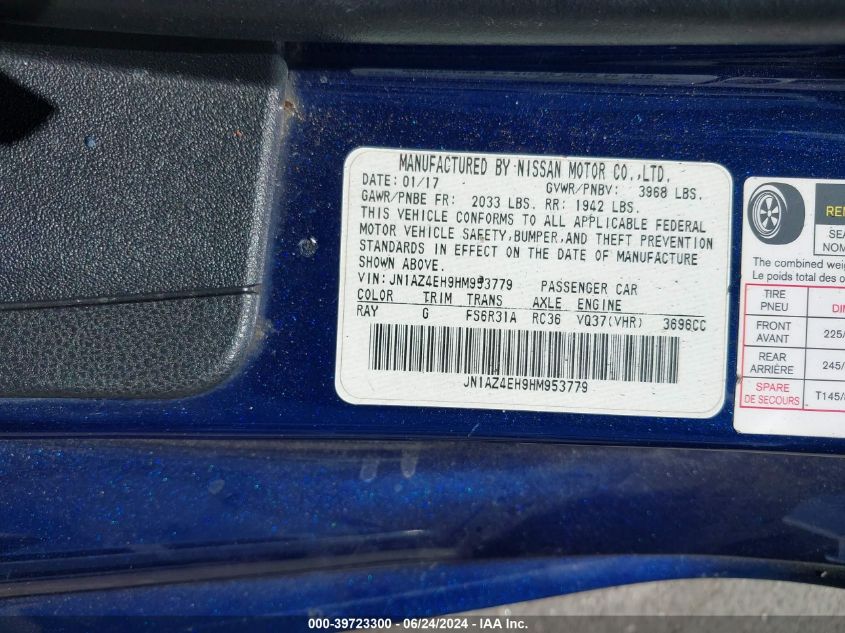 MANUFACTURED BY NISSAN MOTOR CO.,LTD.
DATE: 01/17 GVWR/PNBV: 3968 LBS.
GAWR/PNBE FR: 2033 LBS. RR: 1942 LBS.
THIS VEHICLE CONFORMS TO ALL APPLICABLE FEDERAL
MOTOR VEHICLE SAFETY,BUMPER,AND THEFT PREVENTION
STANDARDS IN EFFECT ON THE DATE OF MANUFACTURE
SHOWN ABOVE.
VIN: JN1AZ4EH9HM953779 PASSENGER CAR
COLOR TRIM TRANS AXLE ENGINE
RAY G FS6R31A RC36 VQ37(VHR) 3696CC
JN1AZ4EH9HM953779
The combined
Le poids total des
TIRE
PNEU
FRONT
AVANT
225/
REAR
ARRIÈRE
245/
SPARE
DE SECOURS
T145/
000-39723300 - 06/24/2024 - IAAI.COM